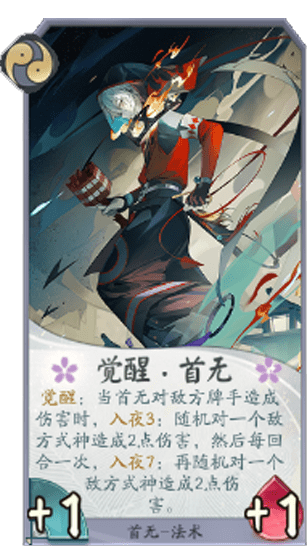 觉醒·首无
觉醒：当首无对敌方牌手造成
伤害时，入夜3：随机对一个敌
方式神造成2点伤害，然后每回
合一次，入夜7：再随机对一个
敌方式神造成2点伤
害。
+1
+1
首无-法术